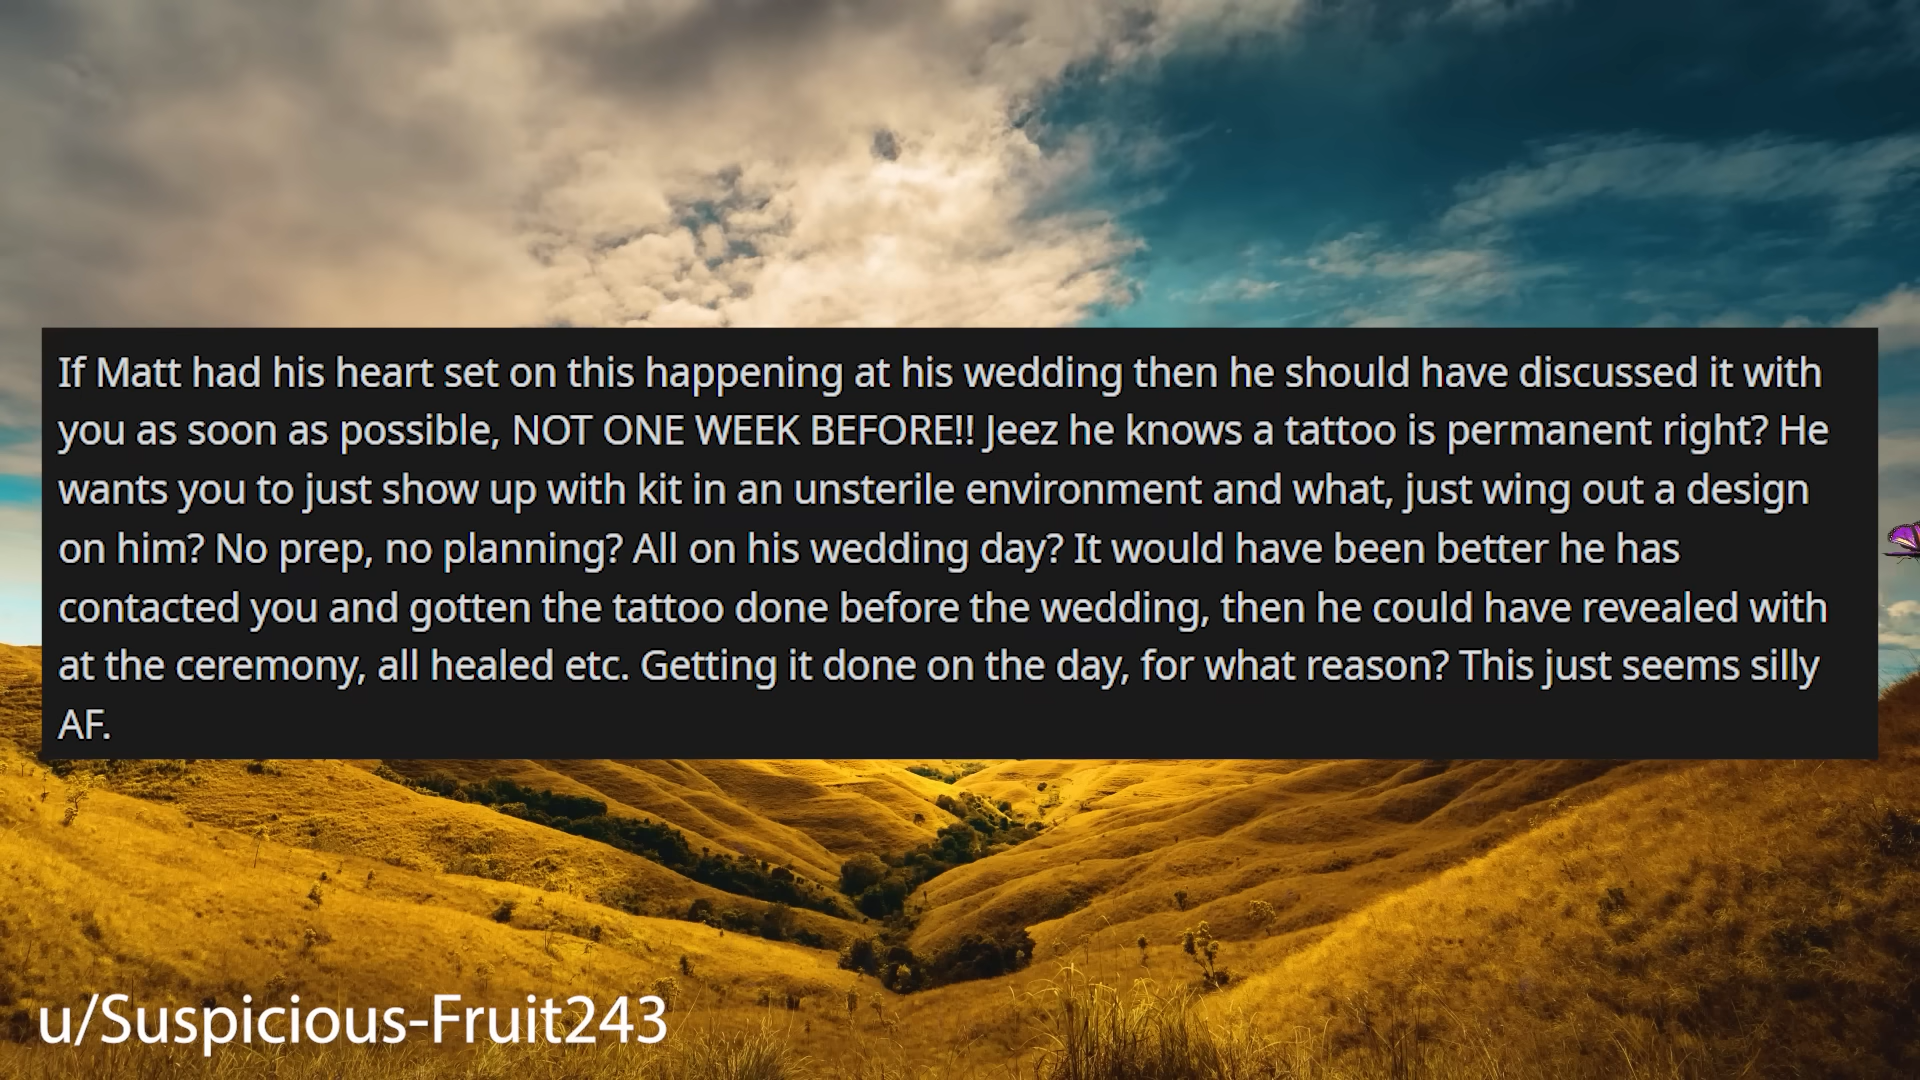 If Matt had his heart set on this happening at his wedding then he should have discussed it with
you as soon as possible, NOT ONE WEEK BEFORE!! Jeez he knows a tattoo is permanent right? He
wants you to just show up with kit in an unsterile environment and what, just wing out a design
on him? No prep, no planning? All on his wedding day? It would have been better he has
contacted you and gotten the tattoo done before the wedding, then he could have revealed with
at the ceremony, all healed etc. Getting it done on the day, for what reason? This just seems silly
AF.
u/Suspicious-Fruit243